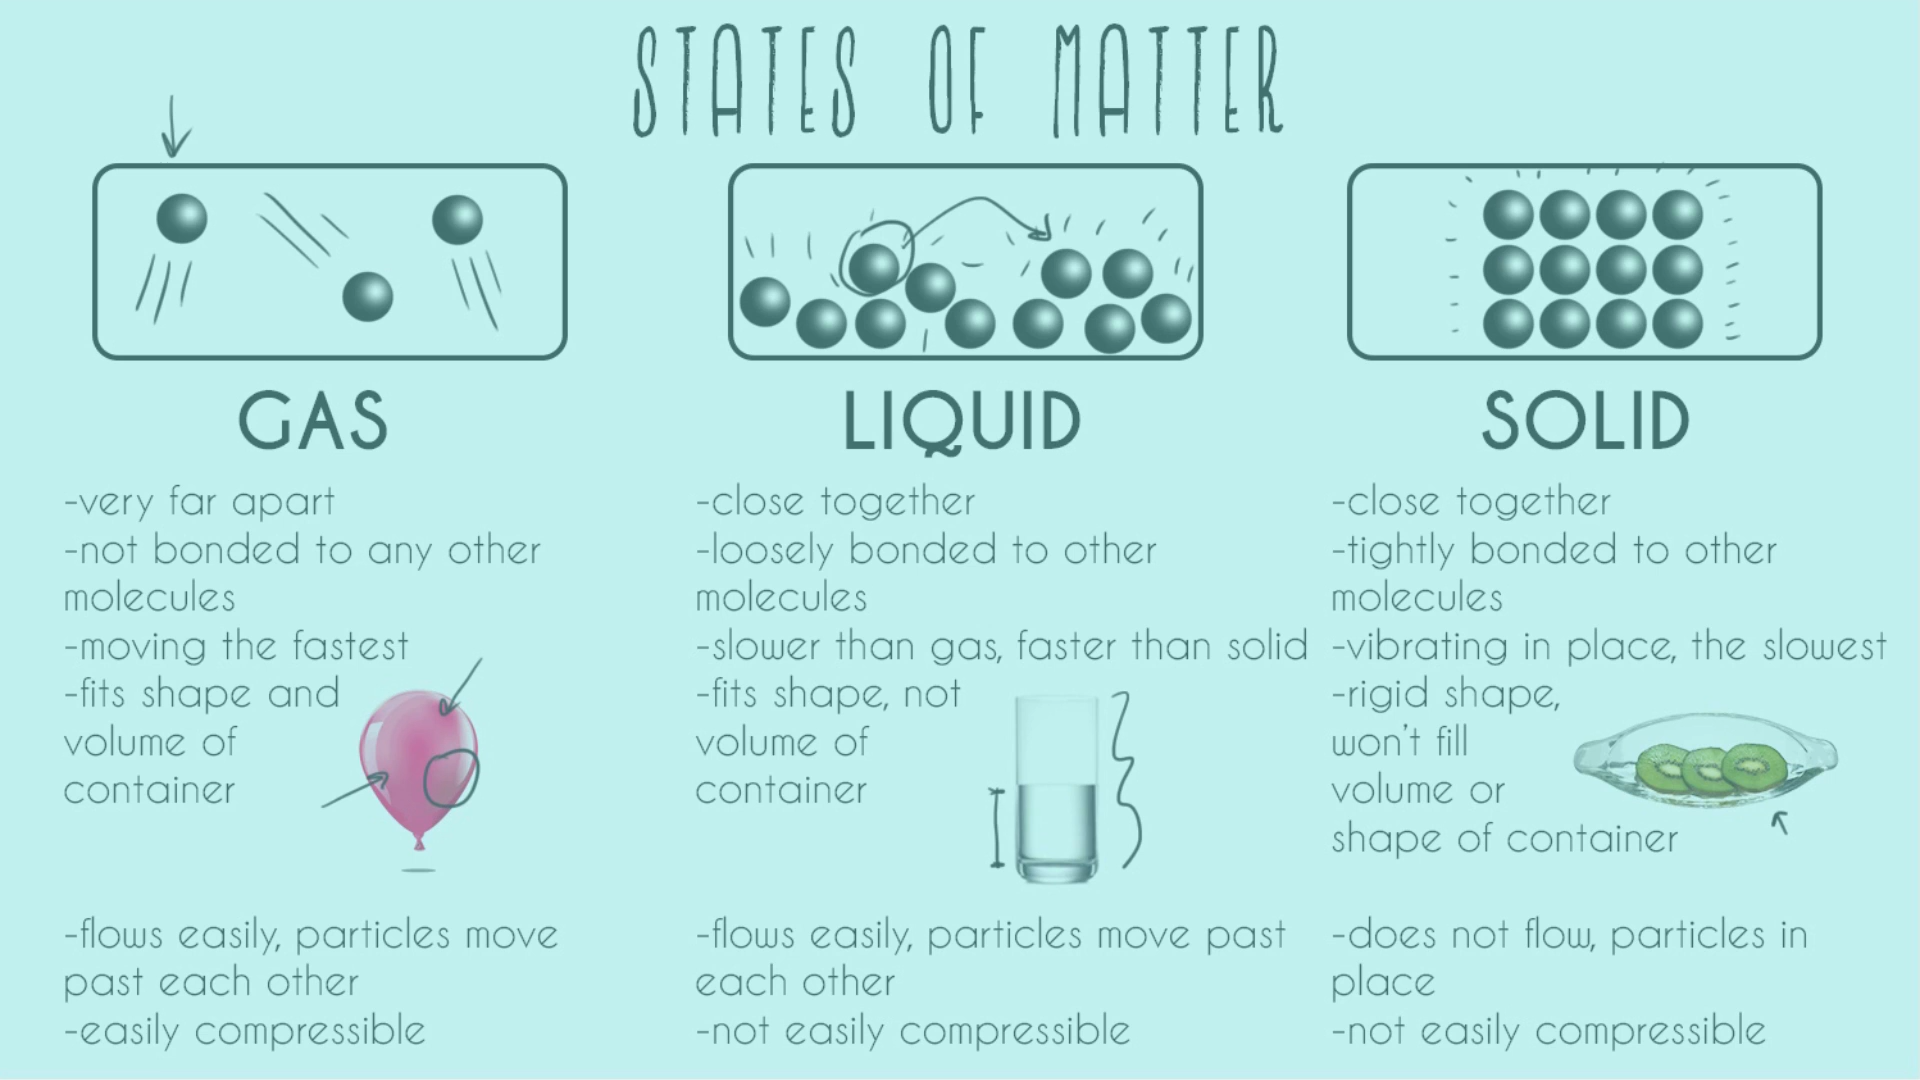 STATES OF MATTER
GAS
-very far apart
-not bonded to any other
molecules
-moving the fastest
-fits shape and
volume of
container
-flows easily, particles move
past each other
-easily compressible
LIQUID
-close together
-loosely bonded to other
molecules
-slower than gas, faster than solid
-fits shape, not
volume of
container
-flows easily, particles move past
each other
-not easily compressible
SOLID
-close together
-tightly bonded to other
molecules
-vibrating in place, the slowest
-rigid shape,
won't fill
volume or
shape of container
-does not flow, particles in
place
-not easily compressible